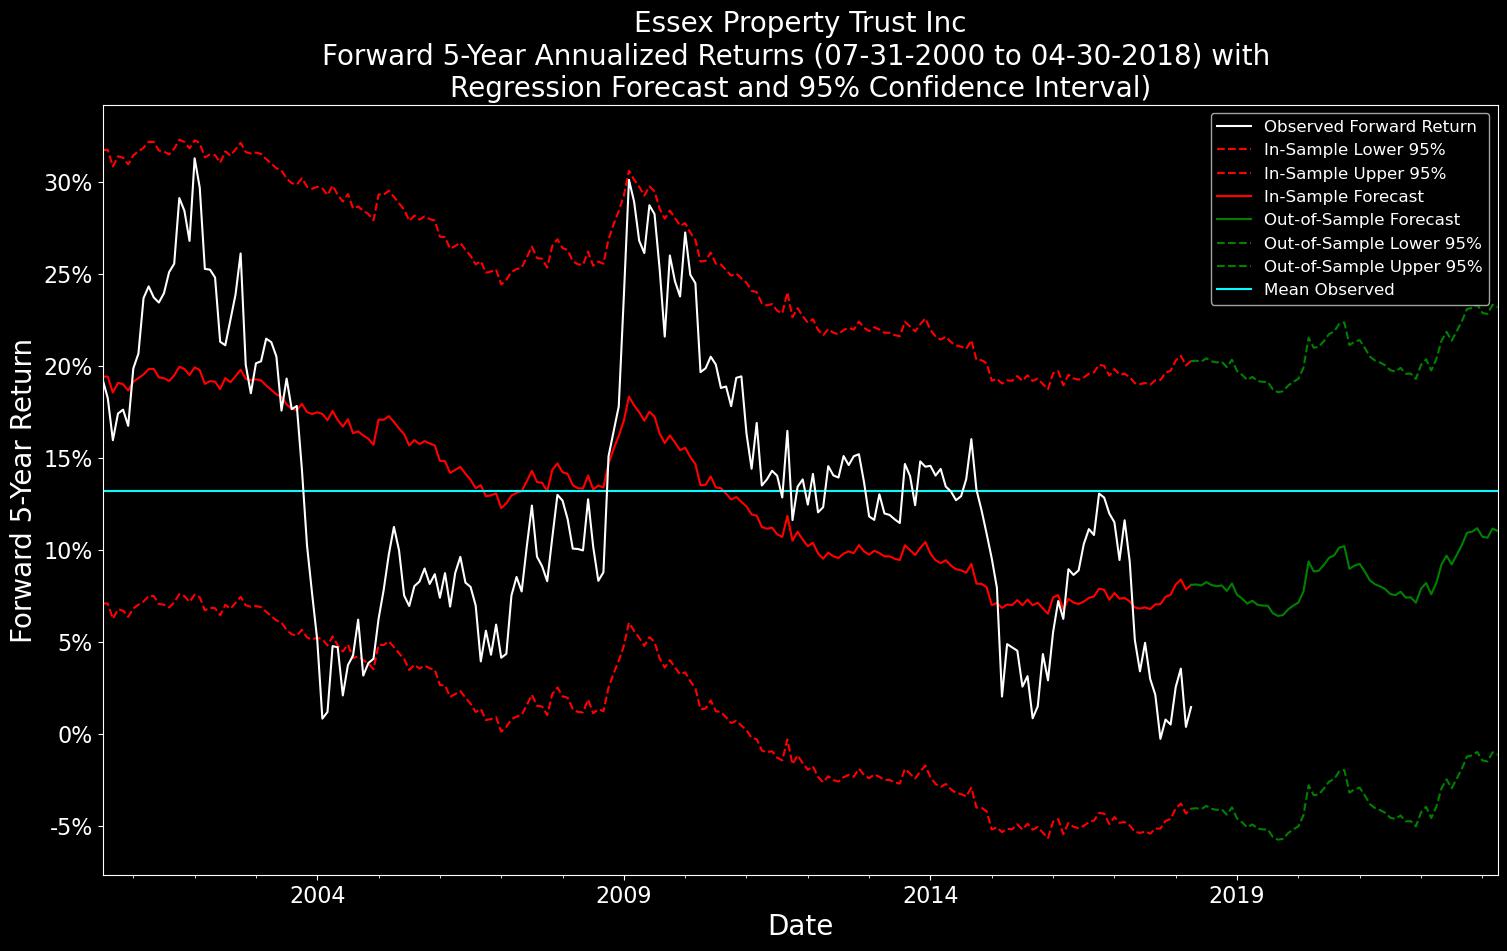 Essex Property Trust Inc
Forward 5-Year Annualized Returns (07-31-2000 to 04-30-2018) with
Regression Forecast and 95% Confidence Interval)
Observed Forward Return
In-Sample Lower 95%
In-Sample Upper 95%
In-Sample Forecast
Out-of-Sample Forecast
Out-of-Sample Lower 95%
Out-of-Sample Upper 95%
Mean Observed
Forward 5-Year Return
30%
25%
20%
15%
10%
5%
0%
-5%
2004
2009
2014
2019
Date